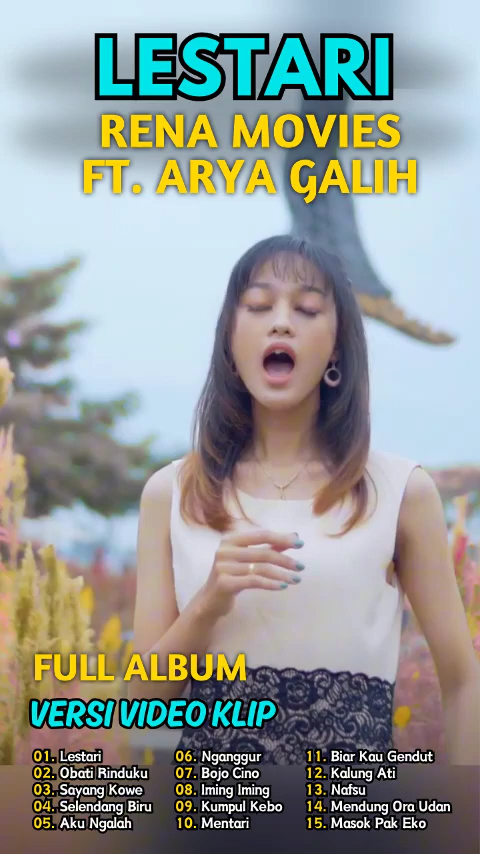 LESTARI
RENA MOVIES
FT. ARYA GALIH
FULL ALBUM
VERSI VIDEO KLIP
01. Lestari
02. Obati Rinduku
03. Sayang Kowe
04. Selendang Biru
05. Aku Ngalah
06. Nganggur
07. Bojo Cino
08. Iming Iming
09. Kumpul Kebo
10. Mentari
11. Biar Kau Gendut
12. Kalung Ati
13. Nafsu
14. Mendung Ora Udan
15. Masok Pak Eko